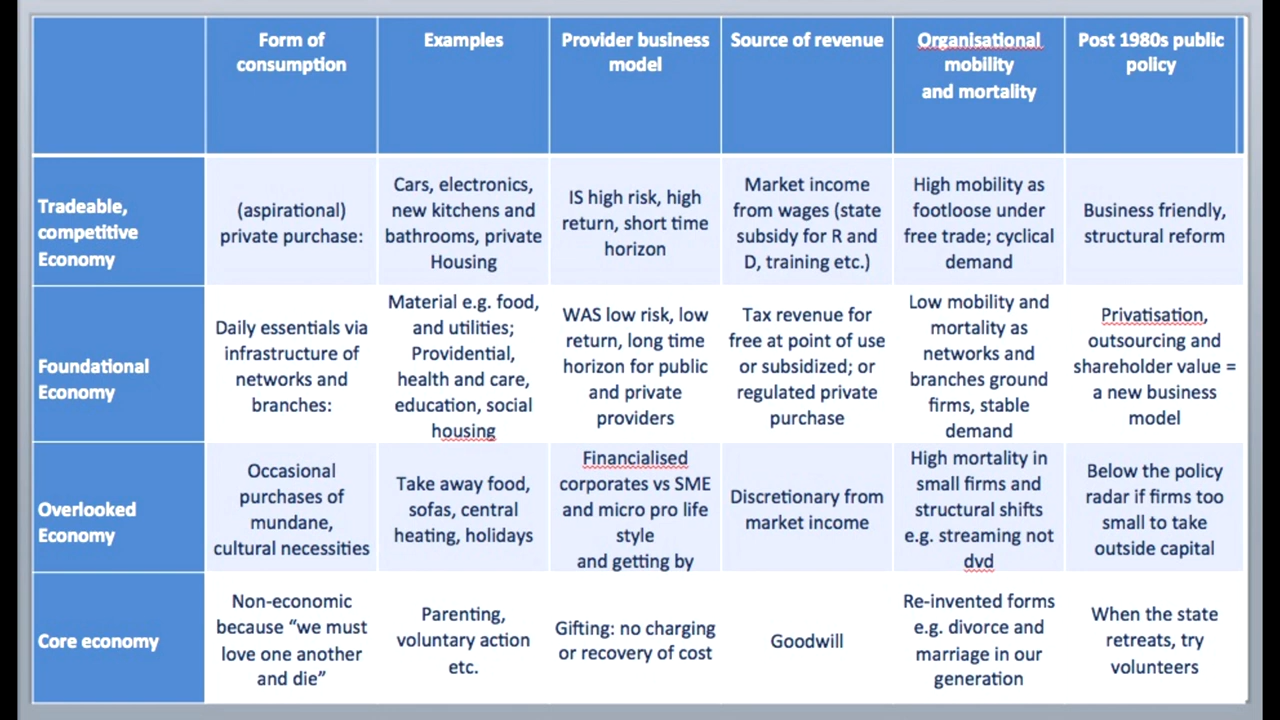 Form of
consumption
Examples
Provider business
model
Source of revenue
Organisational
mobility
and mortality
Post 1980s public
policy
Tradeable,
competitive
Economy
(aspirational)
private purchase:
Cars, electronics,
new kitchens and
bathrooms, private
Housing
IS high risk, high
return, short time
horizon
Market income
from wages (state
subsidy for R and
D, training etc.)
High mobility as
footloose under
free trade; cyclical
demand
Business friendly,
structural reform
Foundational
Economy
Daily essentials via
infrastructure of
networks and
branches:
Material e.g. food,
and utilities;
Providential,
health and care,
education, social
housing
WAS low risk, low
return, long time
horizon for public
and private
providers
Tax revenue for
free at point of use
or subsidized; or
regulated private
purchase
Low mobility and
mortality as
networks and
branches ground
firms, stable
demand
Privatisation,
outsourcing and
shareholder value =
a new business
model
Overlooked
Economy
Occasional
purchases of
mundane,
cultural necessities
Take away food,
sofas, central
heating, holidays
Financialised
corporates vs SME
and micro pro life
style
and getting by
Discretionary from
market income
High mortality in
small firms and
structural shifts
e.g. streaming not
dvd
Below the policy
radar if firms too
small to take
outside capital
Core economy
Non-economic
because “we must
love one another
and die”
Parenting,
voluntary action
etc.
Gifting: no charging
or recovery of cost
Goodwill
Re-invented forms
e.g. divorce and
marriage in our
generation
When the state
retreats, try
volunteers